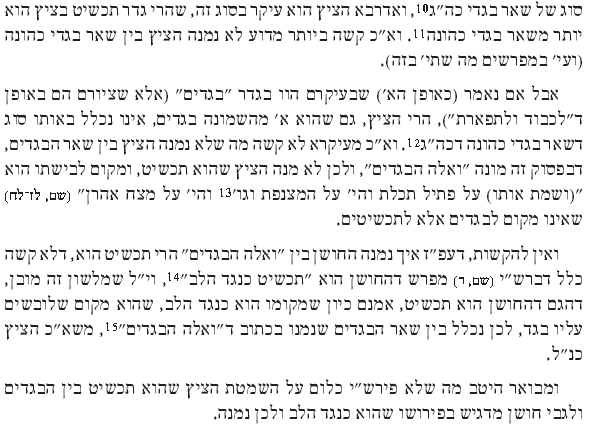 סוג של שאר בגדי כה״ג10, ואדרבא הציץ הוא עיקר בסוג זה, שהרי גדר תכשיט בציץ הוא
יותר משאר בגדי כהונה11. וא״כ קשה ביותר מדוע לא נמנה הציץ בין שאר בגדי כהונה
(ועי׳ במפרשים מה שתי׳ בזה).
אבל אם נאמר (כאופן הא׳) שבעיקרם הוו בגדר ״בגדים״ (אלא שציורם הם באופן
ד״לכבוד ולתפארת״), הרי הציץ, גם שהוא א׳ מהשמונה בגדים, אינו נכלל באותו סוג
דשאר בגדי כהונה דכה״ג12. וא״כ מעיקרא לא קשה מה שלא נמנה הציץ בין שאר הבגדים,
דבפסוק זה מונה ״ואלה הבגדים״, ולכן לא מנה הציץ שהוא תכשיט, ומקום לבישתו הוא
״(ושמת אותו) על פתיל תכלת והי׳ על המצנפת וגו׳13 והי׳ על מצח אהרן״ (שם, לז־לח)
שאינו מקום לבגדים אלא לתכשיטים.
ואין להקשות, דעפ״ז איך נמנה החושן בין ״ואלה הבגדים״ הרי תכשיט הוא, דלא קשה
כלל דברש״י (שם, ד) מפרש דהחושן הוא ״תכשיט כנגד הלב״14, וי״ל שמלשון זה מובן,
דהגם דהחושן הוא תכשיט, אמנם כיון שמקומו הוא כנגד הלב, שהוא מקום שלובשים
עליו בגד, לכן נכלל בין שאר הבגדים שנמנו בכתוב ד״ואלה הבגדים״15, משא״כ הציץ
כנ״ל.
ומבואר היטב מה שלא פירש״י כלום על השמטת הציץ שהוא תכשיט בין הבגדים
ולגבי חושן מדגיש בפירושו שהוא כנגד הלב ולכן נמנה.